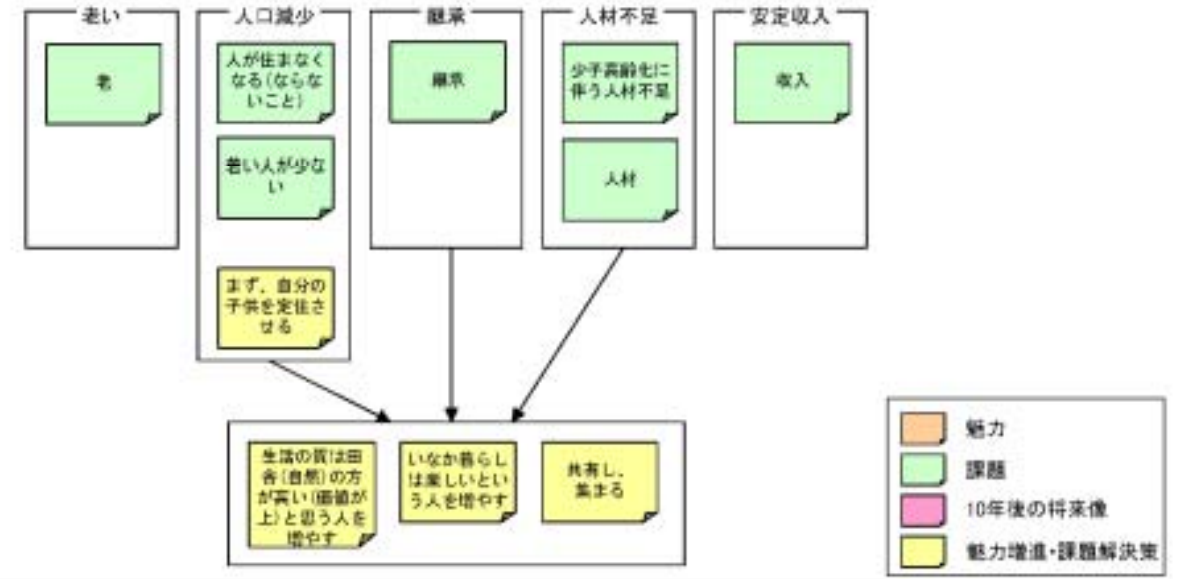 老い
人口減少
継承
人材不足
安定収入
老
人が住まなく
なる(ならな
いこと)
若い人が少な
い
まず、自分の
子供を定住さ
せる
継承
少子高齢化に
伴う人材不足
人材
収入
生活の質は田
舎(自然)の方
が高い(価値が
上)と思う人を
増やす
いなか暮らし
は楽しいとい
う人を増やす
共有し、
集まる
魅力
課題
10年後の将来像
魅力増進・課題解決策